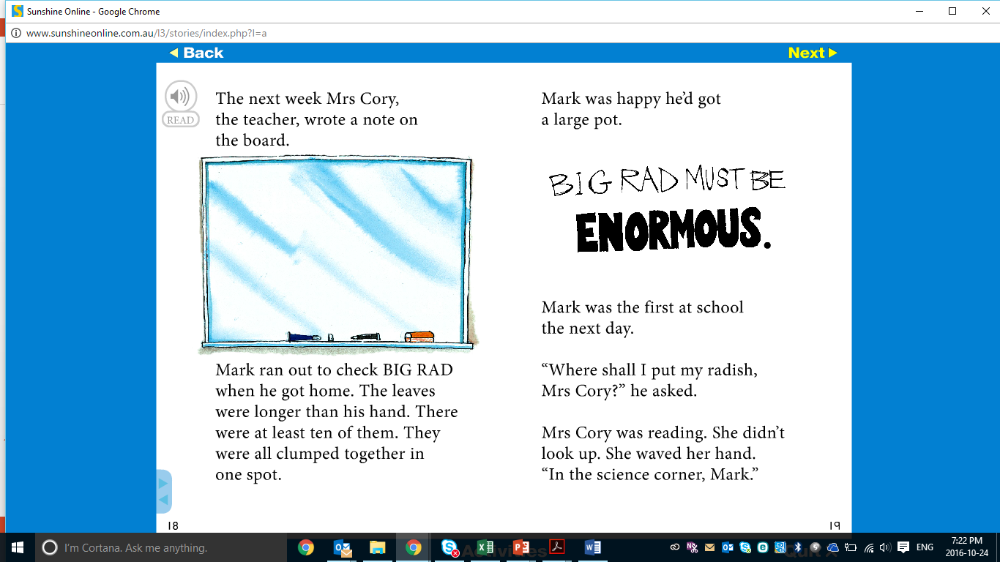 Sunshine Online - Google Chrome
www.sunshineonline.com.au/l3/stories/index.php?l=a
Back
Next
READ
The next week Mrs Cory,
the teacher, wrote a note on
the board.
Mark ran out to check BIG RAD
when he got home. The leaves
were longer than his hand. There
were at least ten of them. They
were all clumped together in
one spot.
18
Mark was happy he’d got
a large pot.
BIG RAD MUST BE
ENORMOUS.
Mark was the first at school
the next day.
“Where shall I put my radish,
Mrs Cory?” he asked.
Mrs Cory was reading. She didn’t
look up. She waved her hand.
“In the science corner, Mark.”
19
Activities
Quit X
I'm Cortana. Ask me anything.
ENG
7:22 PM
2016-10-24